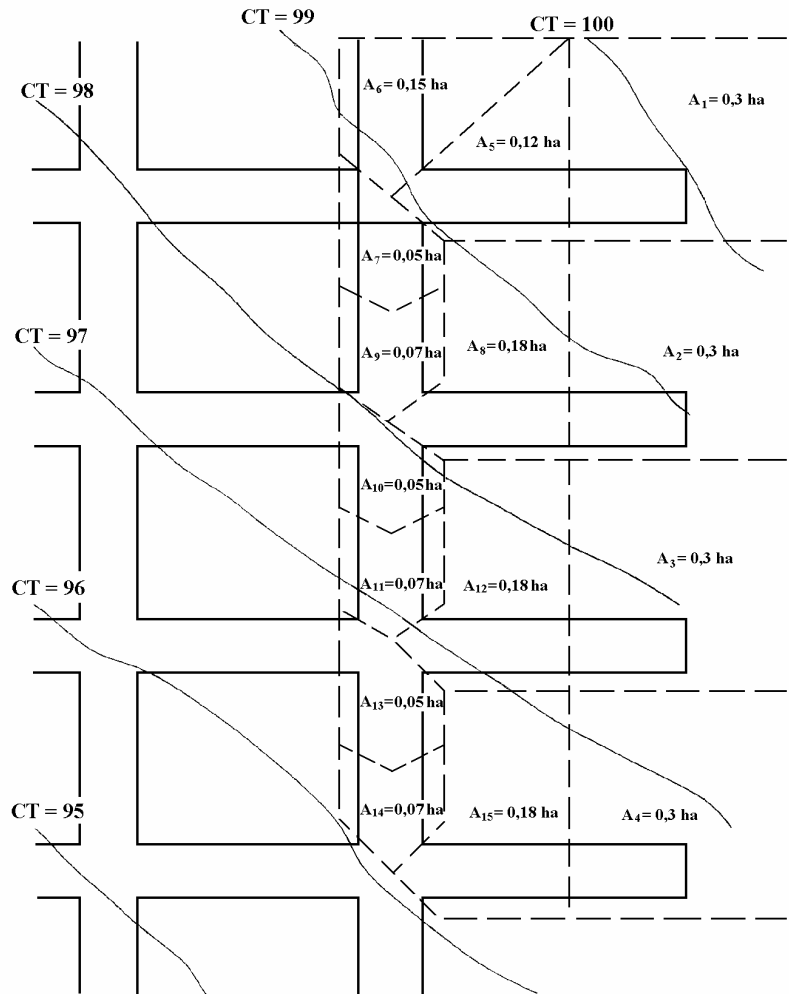 CT = 99
CT = 100
CT = 98
A₆= 0,15 ha
A₁= 0,3 ha
A₅= 0,12 ha
A₇=0,05 ha
CT = 97
A₉=0,07 ha
A₈=0,18 ha
A₂= 0,3 ha
A₁₀=0,05 ha
A₃= 0,3 ha
CT = 96
A₁₁=0,07 ha
A₁₂=0,18 ha
A₁₃=0,05 ha
CT = 95
A₁₄=0,07 ha
A₁₅= 0,18 ha
A₄= 0,3 ha